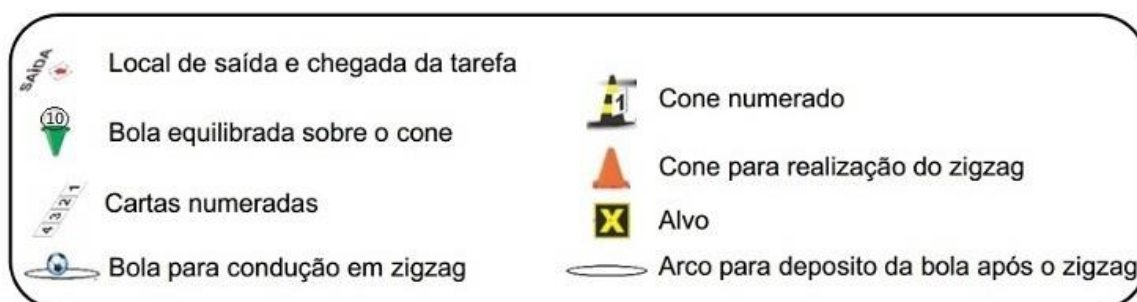 SAÍDA
Local de saída e chegada da tarefa
10
Bola equilibrada sobre o cone
4 3 2 1
Cartas numeradas
Bola para condução em zigzag
1
Cone numerado
Cone para realização do zigzag
X
Alvo
Arco para deposito da bola após o zigzag